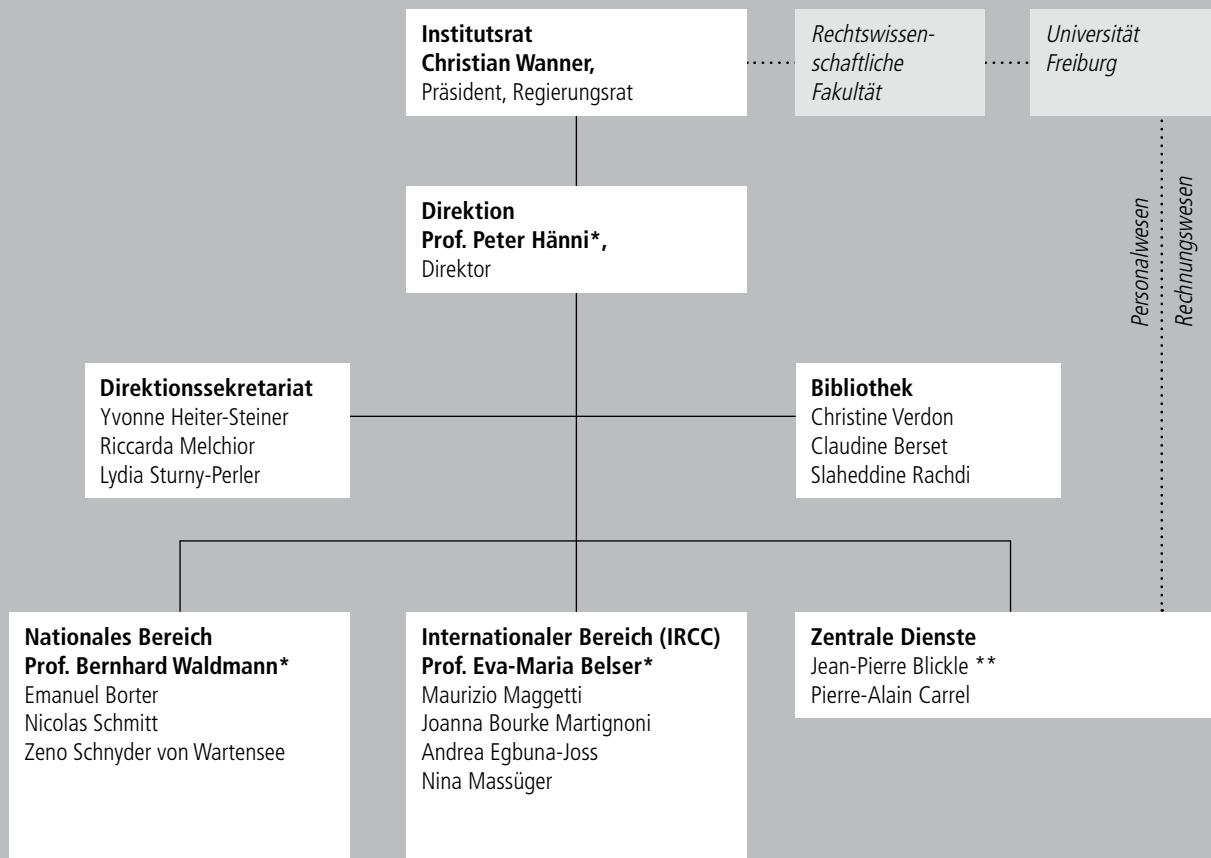 Institutsrat
Christian Wanner,
Präsident, Regierungsrat
Rechtswissen-
schaftliche
Fakultät
Universität
Freiburg
Direktion
Prof. Peter Hänni*,
Direktor
Personalwesen
Rechnungswesen
Direktionssekretariat
Yvonne Heiter-Steiner
Riccarda Melchior
Lydia Sturny-Perler
Bibliothek
Christine Verdon
Claudine Berset
Slaheddine Rachdi
Nationales Bereich
Prof. Bernhard Waldmann*
Emanuel Borter
Nicolas Schmitt
Zeno Schnyder von Wartensee
Internationaler Bereich (IRCC)
Prof. Eva-Maria Belser*
Maurizio Maggetti
Joanna Bourke Martignoni
Andrea Egbuna-Joss
Nina Massüger
Zentrale Dienste
Jean-Pierre Blickle **
Pierre-Alain Carrel